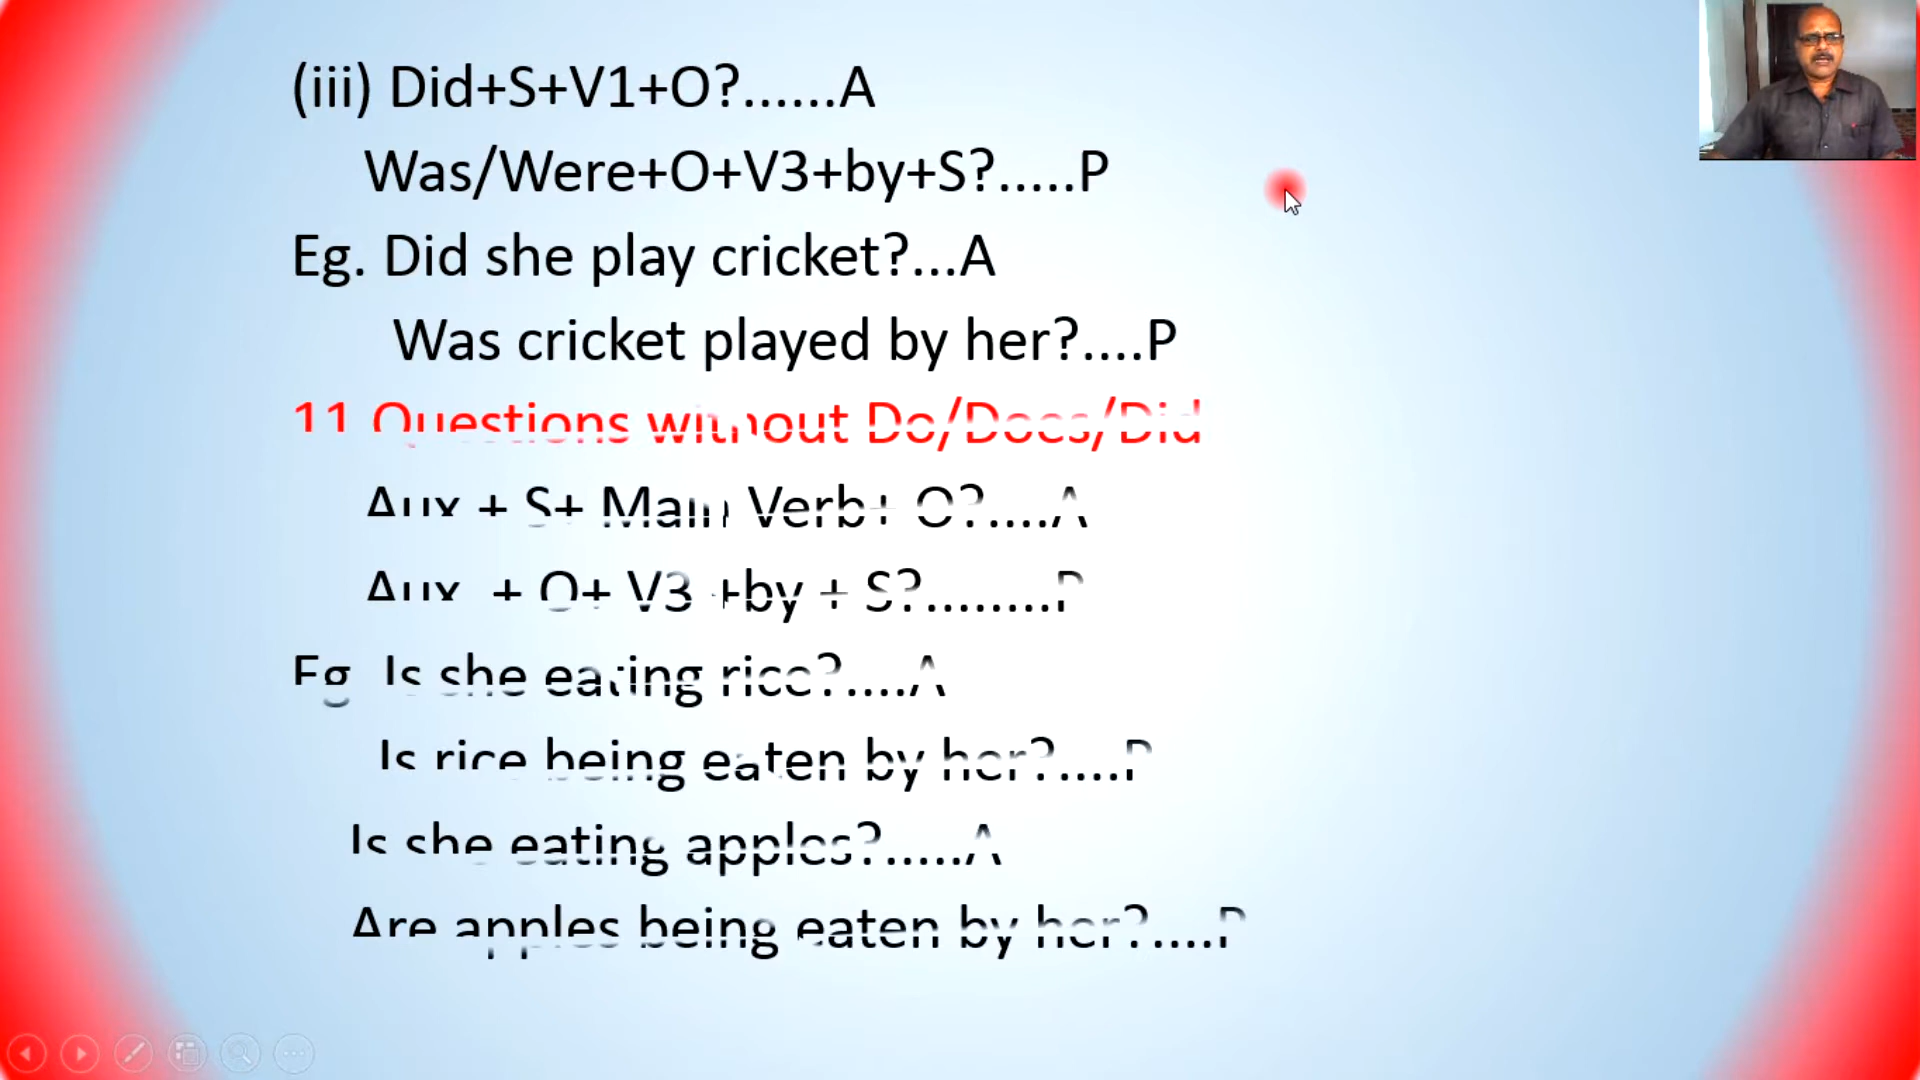 (iii) Did+S+V1+O?......A
Was/Were+O+V3+by+S?.....P
Eg. Did she play cricket?...A
Was cricket played by her?....P
11 Questions without Do/Does/Did
Aux + S+ Main Verb+ O?....A
Aux + O+ V3 +by + S?........P
Eg Is she eating rice?....A
Is rice being eaten by her?....P
Is she eating apples?.....A
Are apples being eaten by her?....P